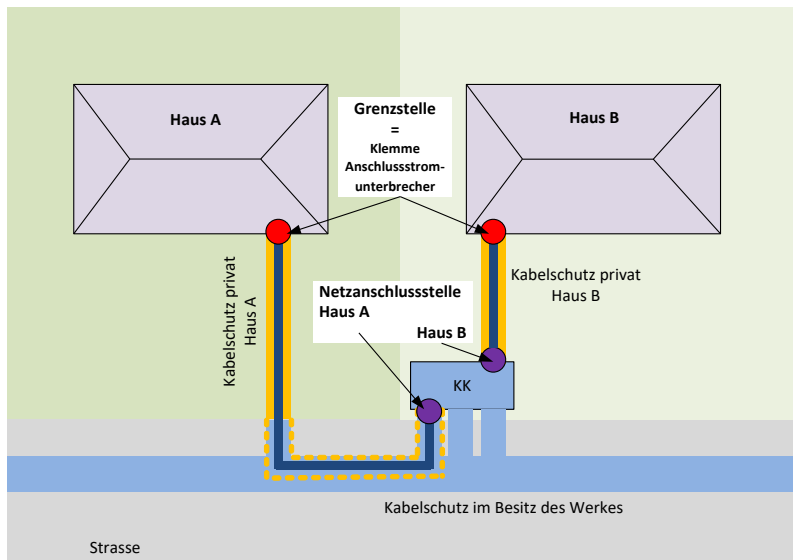 Haus A
Grenzstelle
=
Klemme
Anschlussstrom-
unterbrecher
Haus B
Kabelschutz privat
Haus A
Kabelschutz privat
Haus B
Netzanschlussstelle
Haus A
Haus B
KK
Kabelschutz im Besitz des Werkes
Strasse